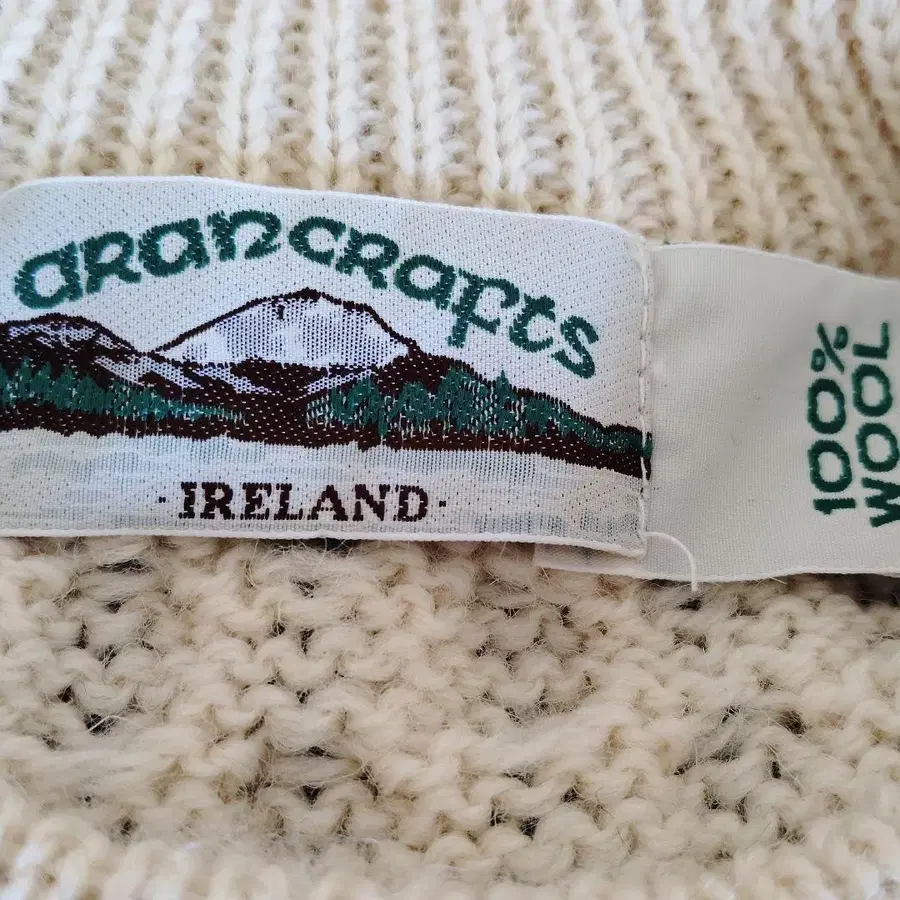 arancrafts
·IRELAND·
100%
WOOL